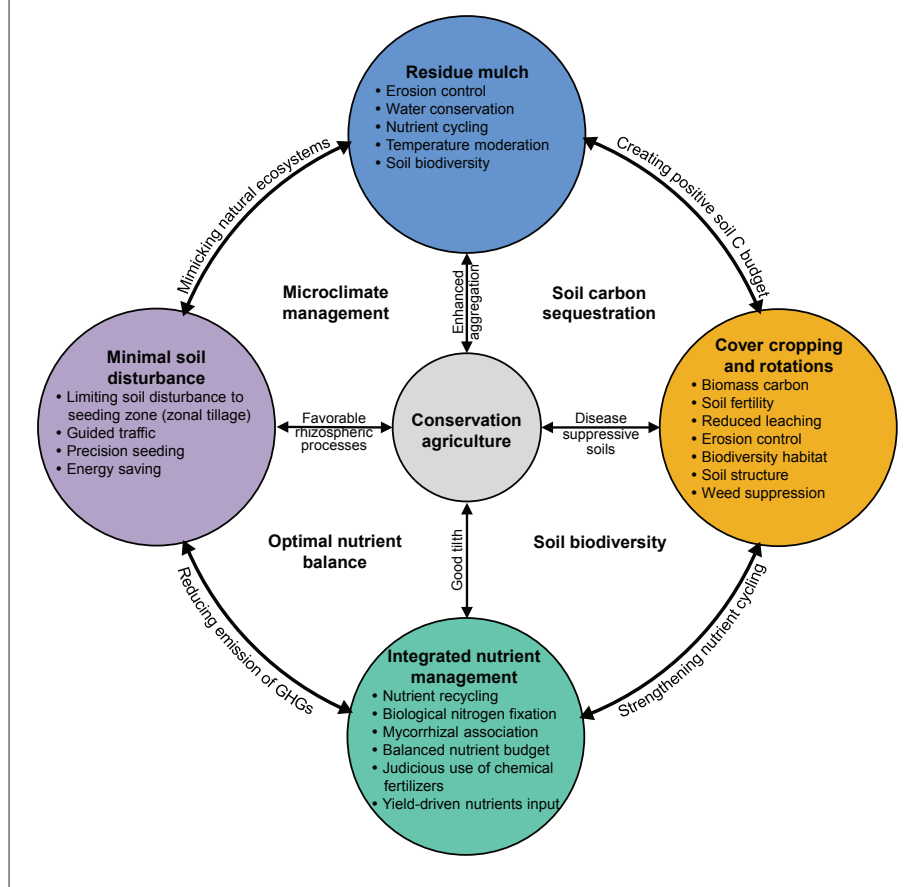 Residue mulch
• Erosion control
• Water conservation
• Nutrient cycling
• Temperature moderation
• Soil biodiversity
Mimicking natural ecosystems
Creating positive soil C budget
Microclimate
management
Enhanced
aggregation
Soil carbon
sequestration
Minimal soil
disturbance
• Limiting soil disturbance to
seeding zone (zonal tillage)
• Guided traffic
• Precision seeding
• Energy saving
Favorable
rhizospheric
processes
Conservation
agriculture
Disease
suppressive
soils
Cover cropping
and rotations
• Biomass carbon
• Soil fertility
• Reduced leaching
• Erosion control
• Biodiversity habitat
• Soil structure
• Weed suppression
Optimal nutrient
balance
Good tilth
Soil biodiversity
Reducing emission of GHGs
Strengthening nutrient cycling
Integrated nutrient
management
• Nutrient recycling
• Biological nitrogen fixation
• Mycorrhizal association
• Balanced nutrient budget
• Judicious use of chemical
fertilizers
• Yield-driven nutrients input